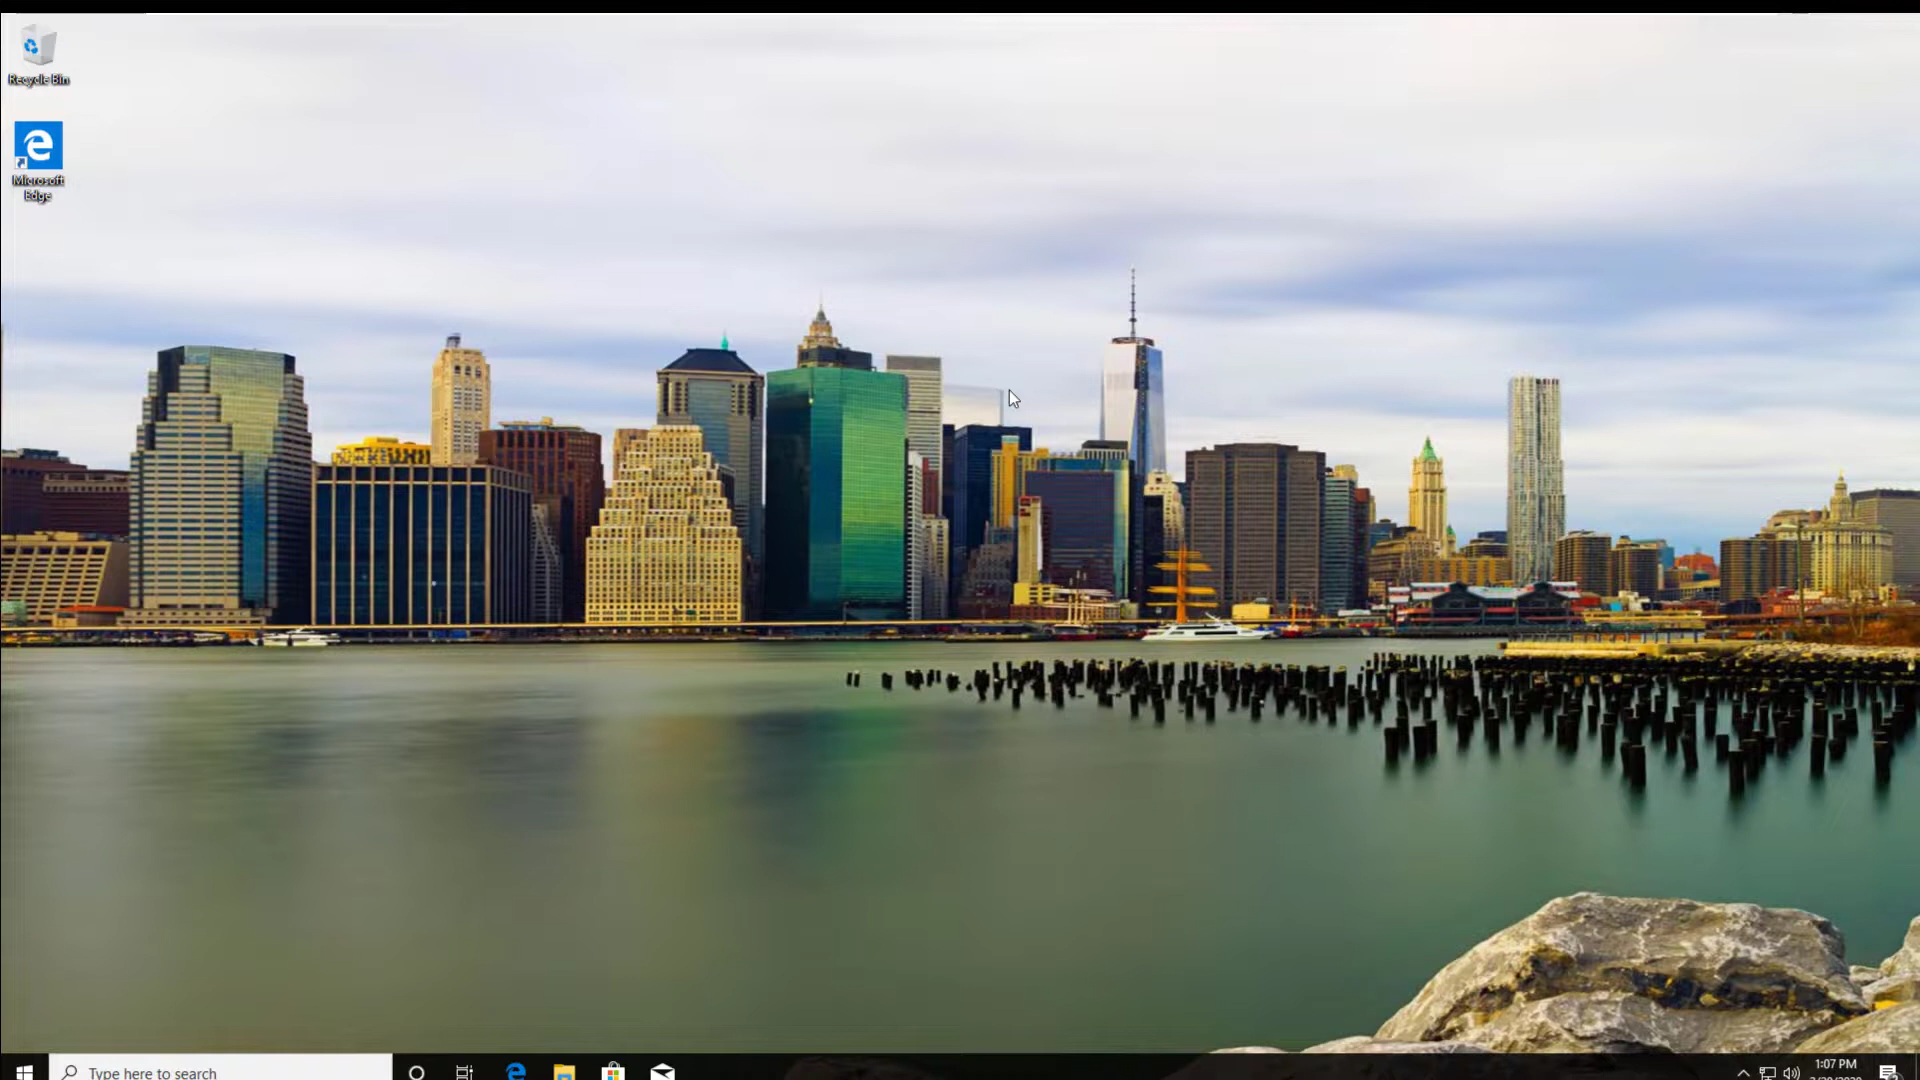 Recycle Bin
Microsoft
Edge
Type here to search
1:07 PM